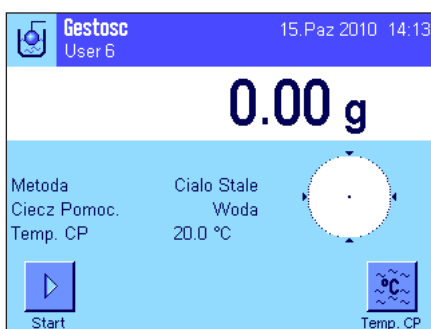 Gestosc 15.Paz 2010 14:13
User 6
0.00 g
Metoda Cialo Stale
Ciecz Pomoc. Woda
Temp. CP 20.0 °C
°C
Start Temp. CP